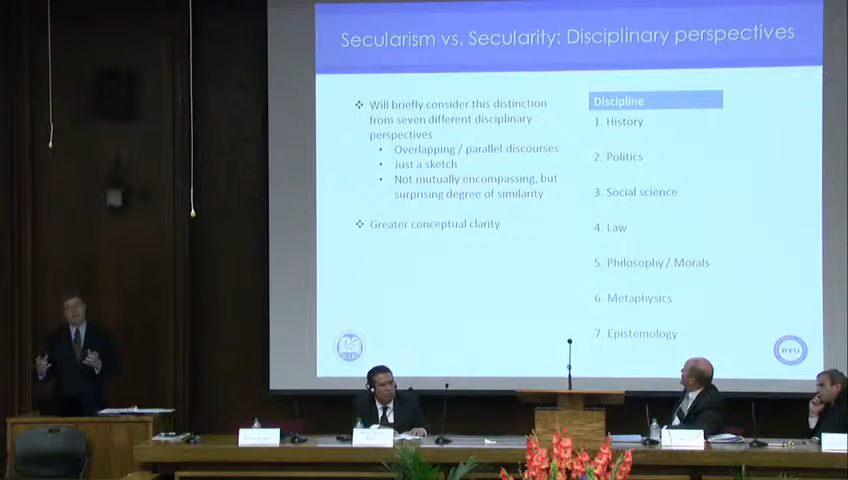 Secularism vs. Secularity: Disciplinary perspectives
❖ Will briefly consider this distinction
from seven different disciplinary
perspectives
• Overlapping / parallel discourses
• Just a sketch
• Not mutually encompassing, but
surprising degree of similarity
❖ Greater conceptual clarity
Discipline
1. History
2. Politics
3. Social science
4. Law
5. Philosophy / Morals
6. Metaphysics
7. Epistemology
BYU